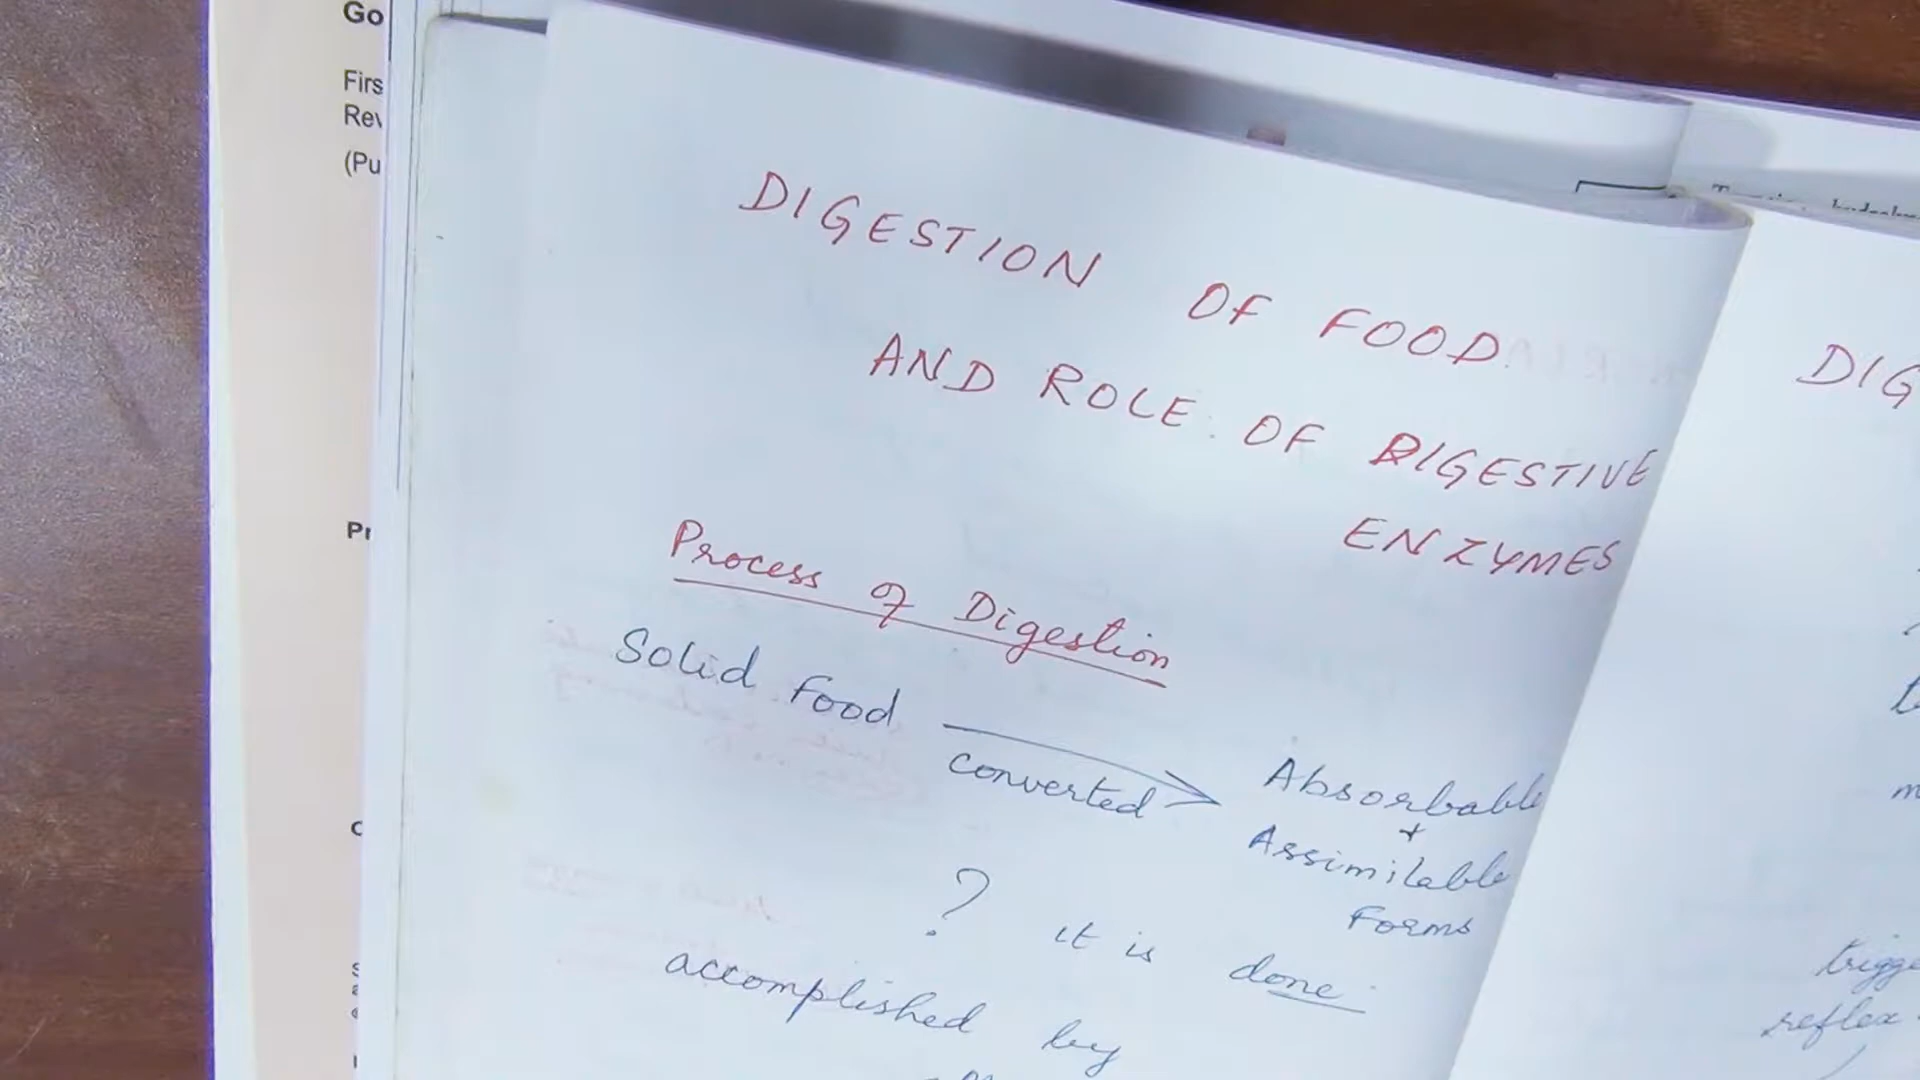 Go
Firs
Rev
(Pu
Pr
DIGESTION OF FOOD
AND ROLE OF DIGESTIVE
ENZYMES
Process of Digestion
Solid Food
converted
Absorbable
+
Assimilable
Forms
? it is done
accomplished by
DIG
trigge
reflex